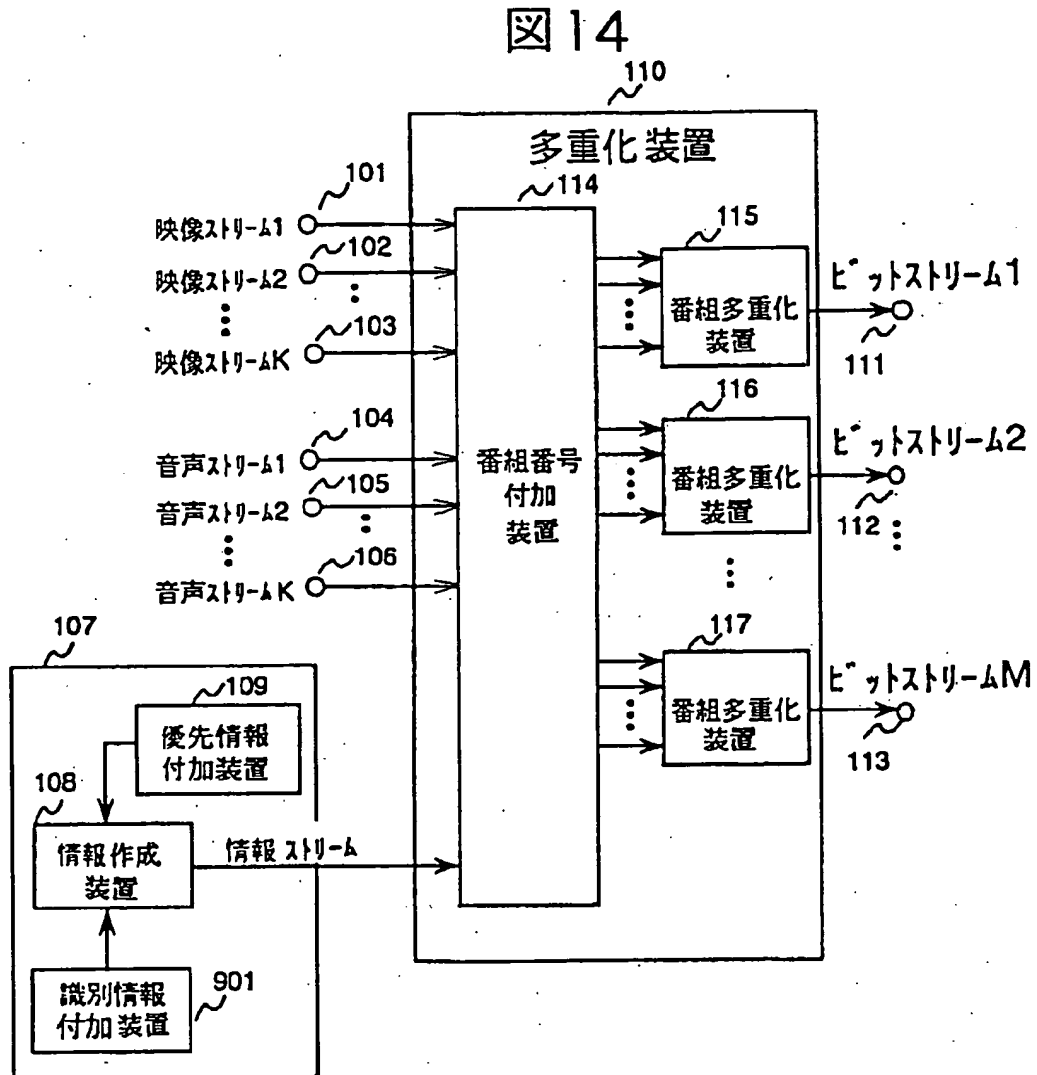 図14
110
多重化装置
114
101
映像ストリーム1
102
映像ストリーム2
103
映像ストリームK
104
音声ストリーム1
105
音声ストリーム2
106
音声ストリームK
番組番号
付加
装置
115
番組多重化
装置
ビットストリーム1
111
116
番組多重化
装置
ビットストリーム2
112
117
番組多重化
装置
ビットストリームM
113
107
109
優先情報
付加装置
108
情報作成
装置
情報ストリーム
識別情報
付加装置
901